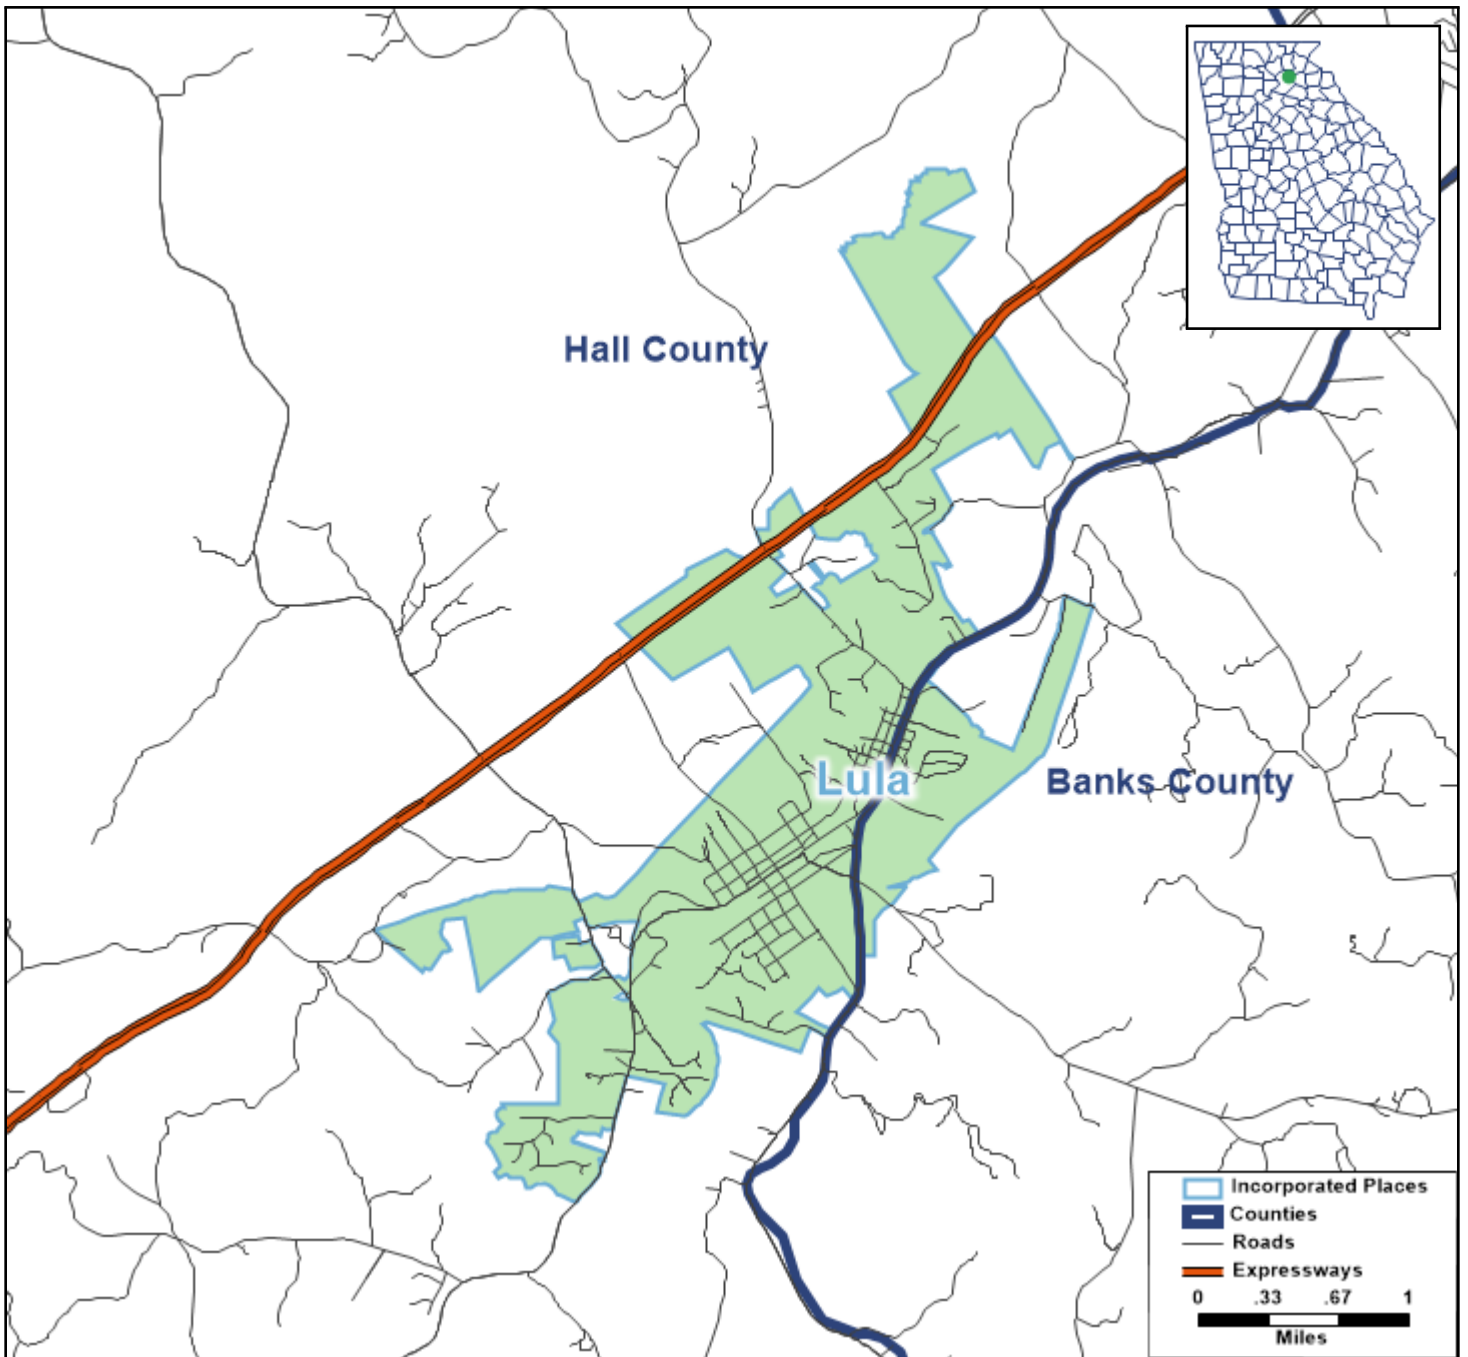 Hall County
Lula
Banks County
Incorporated Places
Counties
Roads
Expressways
0 .33 .67 1
Miles